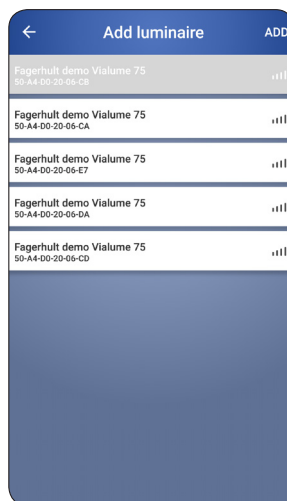 Add luminaire
ADD
Fagerhult demo Vialume 75
50-A4-D0-20-06-CB
Fagerhult demo Vialume 75
50-A4-D0-20-06-CA
Fagerhult demo Vialume 75
50-A4-D0-20-06-E7
Fagerhult demo Vialume 75
50-A4-D0-20-06-DA
Fagerhult demo Vialume 75
50-A4-D0-20-06-CD